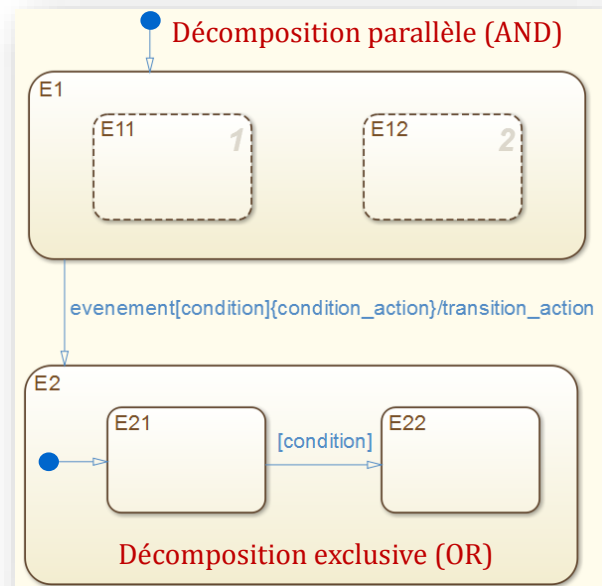 Décomposition parallèle (AND)
E1
E11
1
E12
2
evenement[condition]{condition_action}/transition_action
E2
E21
[condition]
E22
Décomposition exclusive (OR)